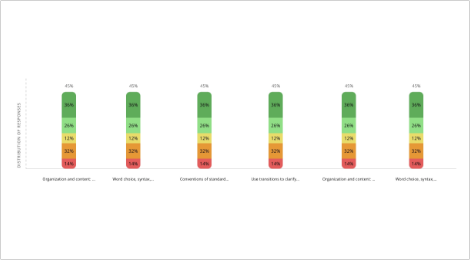 45% 45% 45% 45% 45% 45%
36% 36% 36% 36% 36% 36%
26% 26% 26% 26% 26% 26%
12% 12% 12% 12% 12% 12%
32% 32% 32% 32% 32% 32%
14% 14% 14% 14% 14% 14%
DISTRIBUTION OF RESPONSES
Organization and content ... Word choice, syntax,... Conventions of standard... Use transitions to clarify,... Organization and content ... Word choice, syntax,...